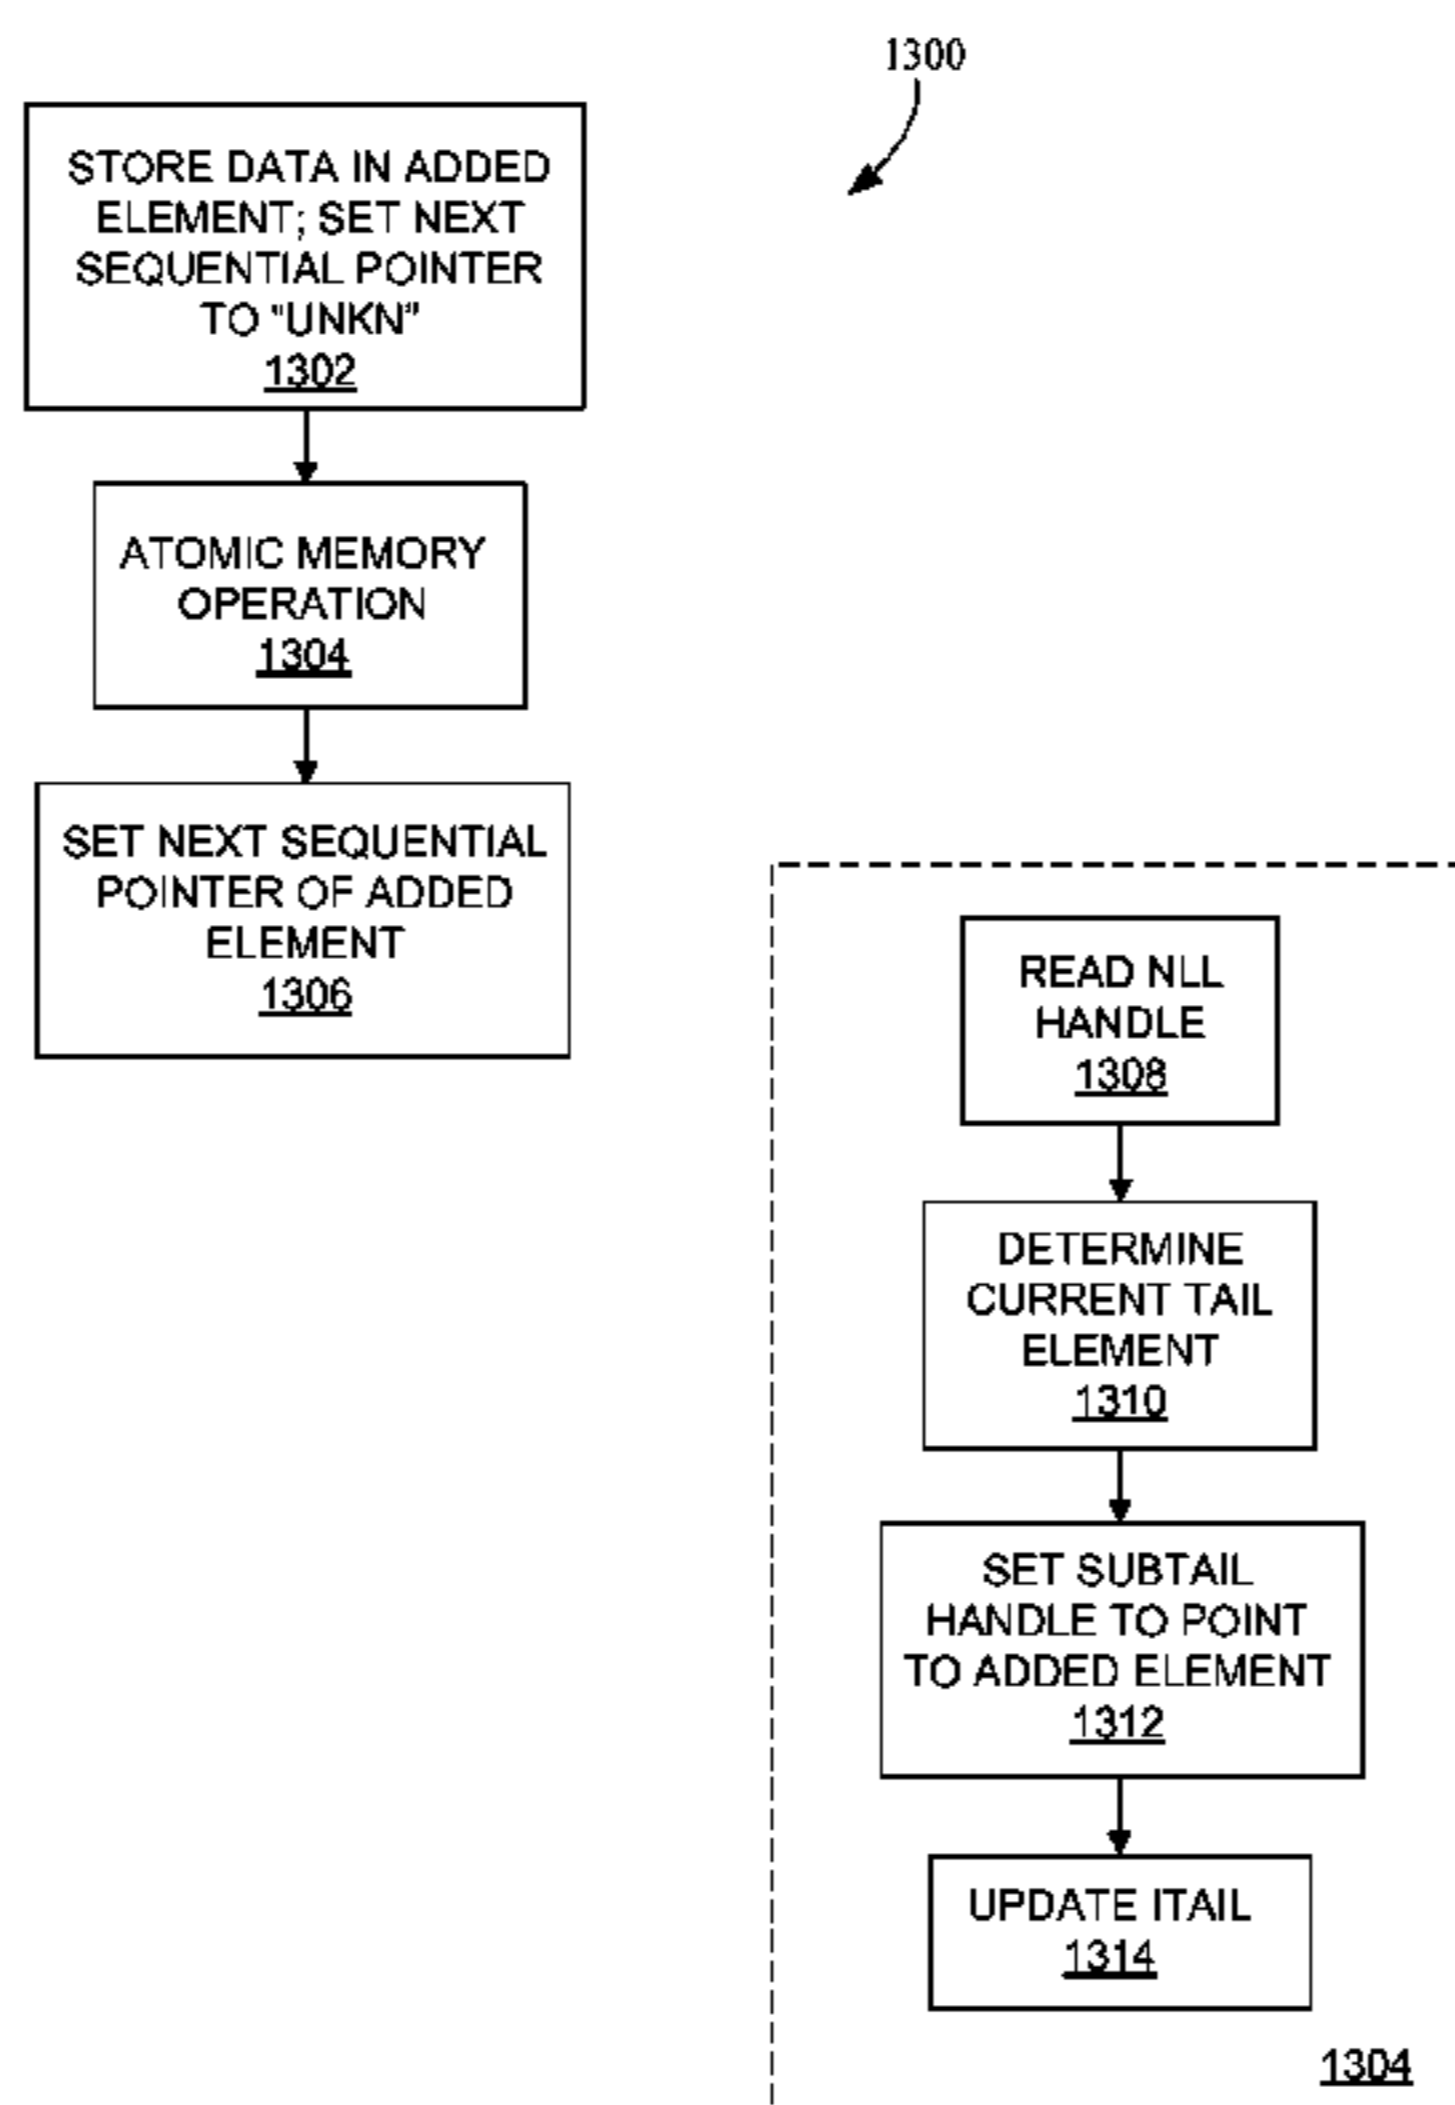 1300
STORE DATA IN ADDED
ELEMENT; SET NEXT
SEQUENTIAL POINTER
TO "UNKN"
1302
ATOMIC MEMORY
OPERATION
1304
SET NEXT SEQUENTIAL
POINTER OF ADDED
ELEMENT
1306
READ NLL
HANDLE
1308
DETERMINE
CURRENT TAIL
ELEMENT
1310
SET SUBTAIL
HANDLE TO POINT
TO ADDED ELEMENT
1312
UPDATE ITAIL
1314
1304